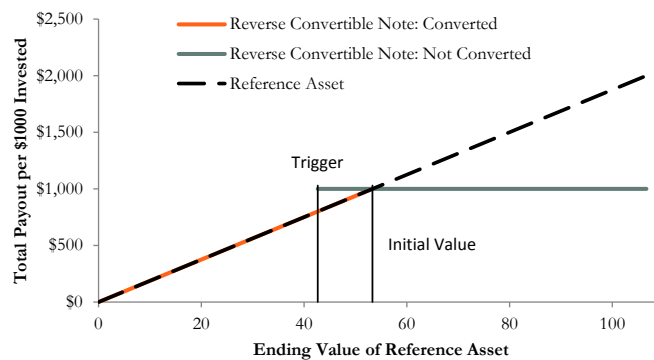 $2,500
Reverse Convertible Note: Converted
Reverse Convertible Note: Not Converted
Reference Asset
$2,000
$1,500
$1,000
$500
$0
Total Payout per $1000 Invested
Trigger
Initial Value
0 20 40 60 80 100
Ending Value of Reference Asset